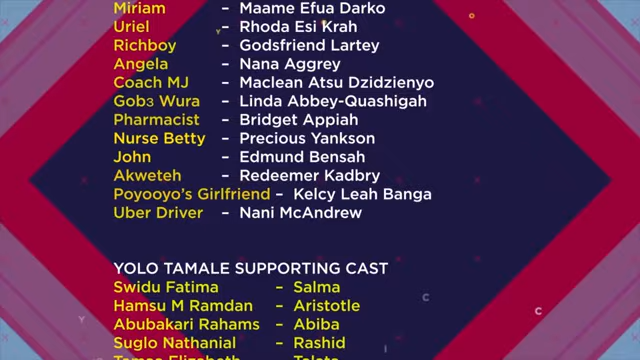 Miriam – Maame Efua Darko
Uriel – Rhoda Esi Krah
Richboy – Godsfriend Lartey
Angela – Nana Aggrey
Coach MJ – Maclean Atsu Dzidzienyo
Gobɜ Wura – Linda Abbey-Quashigah
Pharmacist – Bridget Appiah
Nurse Betty – Precious Yankson
John – Edmund Bensah
Akweteh – Redeemer Kadbry
Poyooyo's Girlfriend – Kelcy Leah Banga
Uber Driver – Nani McAndrew
YOLO TAMALE SUPPORTING CAST
Swidu Fatima – Salma
Hamsu M Ramdan – Aristotle
Abubakari Rahams – Abiba
Suglo Nathanial – Rashid